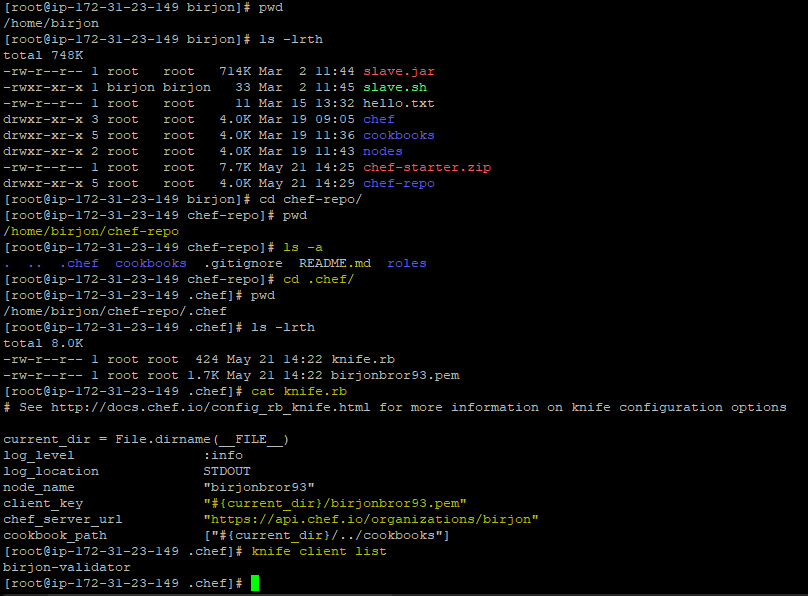 [root@ip-172-31-23-149 birjon]# pwd
/home/birjon
[root@ip-172-31-23-149 birjon]# ls -lrth
total 748K
-rw-r--r-- 1 root   root   714K Mar  2 11:44 slave.jar
-rwxr-xr-x 1 birjon birjon   33 Mar  2 11:45 slave.sh
-rw-r--r-- 1 root   root     11 Mar 15 13:32 hello.txt
drwxr-xr-x 3 root   root   4.0K Mar 19 09:05 chef
drwxr-xr-x 5 root   root   4.0K Mar 19 11:36 cookbooks
drwxr-xr-x 2 root   root   4.0K Mar 19 11:43 nodes
-rw-r--r-- 1 root   root   7.7K May 21 14:25 chef-starter.zip
drwxr-xr-x 5 root   root   4.0K May 21 14:29 chef-repo
[root@ip-172-31-23-149 birjon]# cd chef-repo/
[root@ip-172-31-23-149 chef-repo]# pwd
/home/birjon/chef-repo
[root@ip-172-31-23-149 chef-repo]# ls -a
.  ..  .chef  cookbooks  .gitignore  README.md  roles
[root@ip-172-31-23-149 chef-repo]# cd .chef/
[root@ip-172-31-23-149 .chef]# pwd
/home/birjon/chef-repo/.chef
[root@ip-172-31-23-149 .chef]# ls -lrth
total 8.0K
-rw-r--r-- 1 root root  424 May 21 14:22 knife.rb
-rw-r--r-- 1 root root 1.7K May 21 14:22 birjonbror93.pem
[root@ip-172-31-23-149 .chef]# cat knife.rb
# See http://docs.chef.io/config_rb_knife.html for more information on knife configuration options

current_dir = File.dirname(__FILE__)
log_level                :info
log_location             STDOUT
node_name                "birjonbror93"
client_key               "#{current_dir}/birjonbror93.pem"
chef_server_url          "https://api.chef.io/organizations/birjon"
cookbook_path            ["#{current_dir}/../cookbooks"]
[root@ip-172-31-23-149 .chef]# knife client list
birjon-validator
[root@ip-172-31-23-149 .chef]#